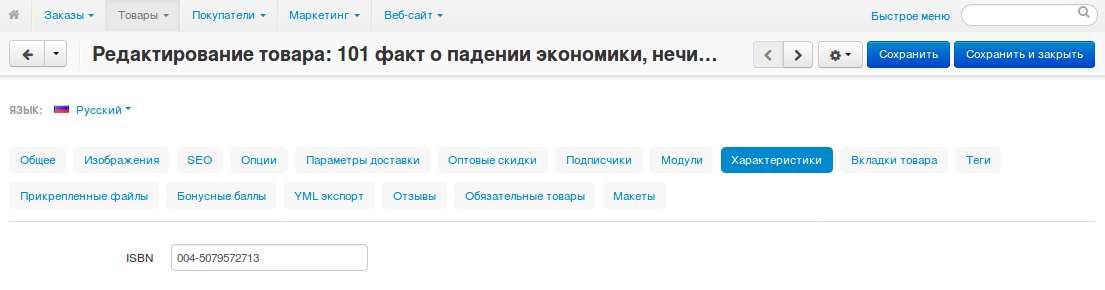 Заказы Товары Покупатели Маркетинг Веб-сайт Быстрое меню
Редактирование товара: 101 факт о падении экономики, нечи... Сохранить Сохранить и закрыть
ЯЗЫК: Русский
Общее Изображения SEO Опции Параметры доставки Оптовые скидки Подписчики Модули Характеристики Вкладки товара Теги
Прикрепленные файлы Бонусные баллы YML экспорт Отзывы Обязательные товары Макеты
ISBN 004-5079572713